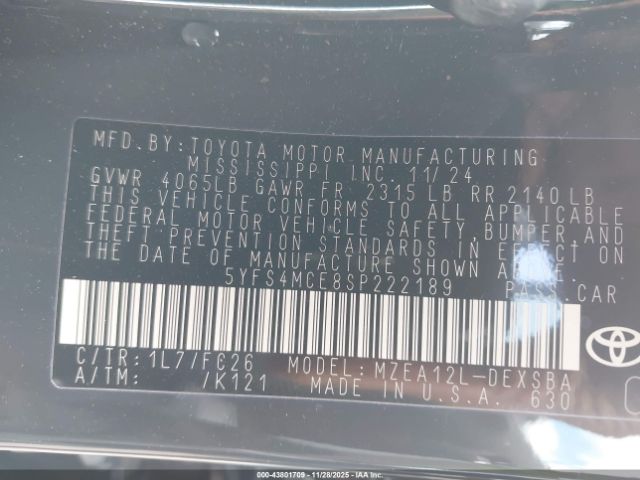 MFD. BY: TOYOTA MOTOR MANUFACTURING
MISSISSIPPI INC. 11/24
GVWR 4065LB GAWR FR 2315 LB RR 2140 LB
THIS VEHICLE CONFORMS TO ALL APPLICABLE
FEDERAL MOTOR VEHICLE SAFETY, BUMPER AND
THEFT PREVENTION STANDARDS IN EFFECT ON
THE DATE OF MANUFACTURE SHOWN ABOVE.
5YFS4MCE8SP222189 PASS. CAR
C/TR: 1L7/FC26 MODEL: MZEA12L-DEXSBA
A/TM: /K121 MADE IN U.S.A. 630
00-43801709 - 11/28/2025 - IAAI.COM